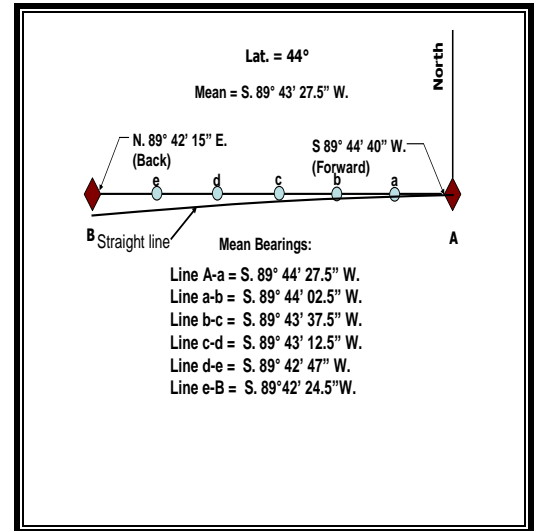 Lat. = 44°
North
Mean = S. 89° 43' 27.5" W.
N. 89° 42' 15" E.
(Back)
S 89° 44' 40" W.
(Forward)
e d c b a
B
Straight line
A
Mean Bearings:
Line A-a = S. 89° 44' 27.5" W.
Line a-b = S. 89° 44' 02.5" W.
Line b-c = S. 89° 43' 37.5" W.
Line c-d = S. 89° 43' 12.5" W.
Line d-e = S. 89° 42' 47" W.
Line e-B = S. 89°42' 24.5"W.